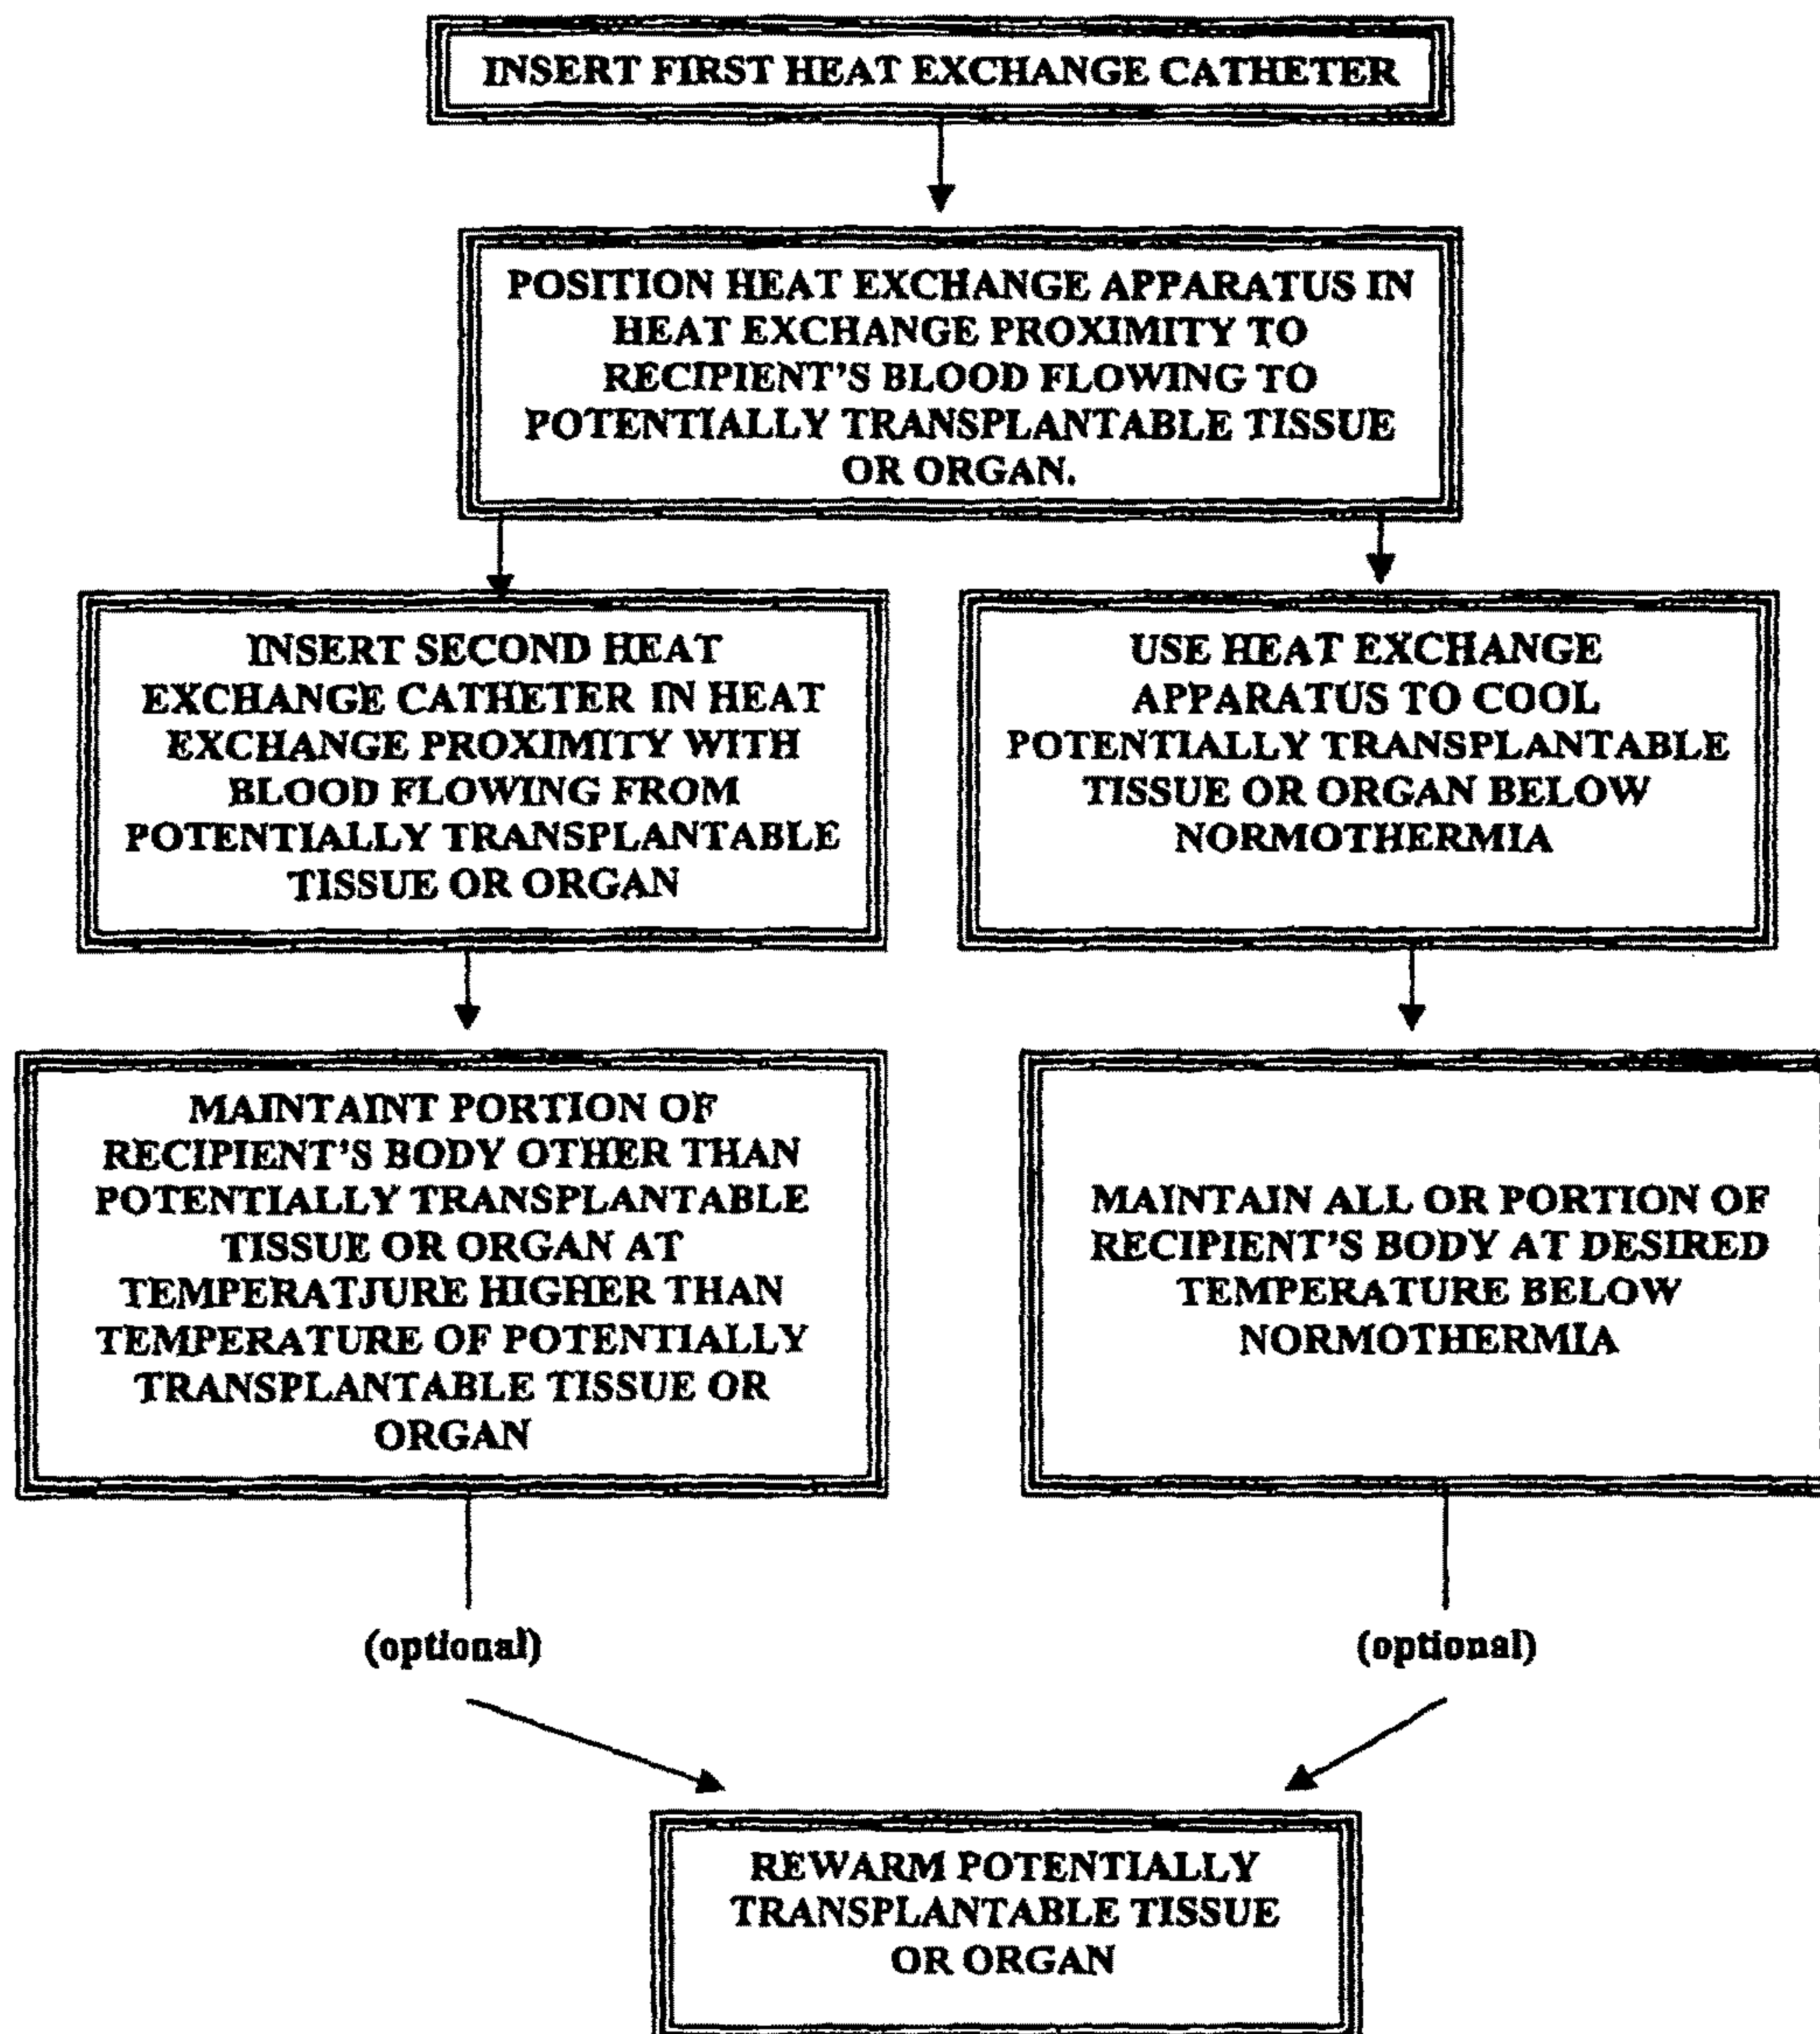 INSERT FIRST HEAT EXCHANGE CATHETER
POSITION HEAT EXCHANGE APPARATUS IN
HEAT EXCHANGE PROXIMITY TO
RECIPIENT'S BLOOD FLOWING TO
POTENTIALLY TRANSPLANTABLE TISSUE
OR ORGAN.
INSERT SECOND HEAT
EXCHANGE CATHETER IN HEAT
EXCHANGE PROXIMITY WITH
BLOOD FLOWING FROM
POTENTIALLY TRANSPLANTABLE
TISSUE OR ORGAN
USE HEAT EXCHANGE
APPARATUS TO COOL
POTENTIALLY TRANSPLANTABLE
TISSUE OR ORGAN BELOW
NORMOTHERMIA
MAINTAINT PORTION OF
RECIPIENT'S BODY OTHER THAN
POTENTIALLY TRANSPLANTABLE
TISSUE OR ORGAN AT
TEMPERATJURE HIGHER THAN
TEMPERATURE OF POTENTIALLY
TRANSPLANTABLE TISSUE OR
ORGAN
MAINTAIN ALL OR PORTION OF
RECIPIENT'S BODY AT DESIRED
TEMPERATURE BELOW
NORMOTHERMIA
(optional)
(optional)
REWARM POTENTIALLY
TRANSPLANTABLE TISSUE
OR ORGAN